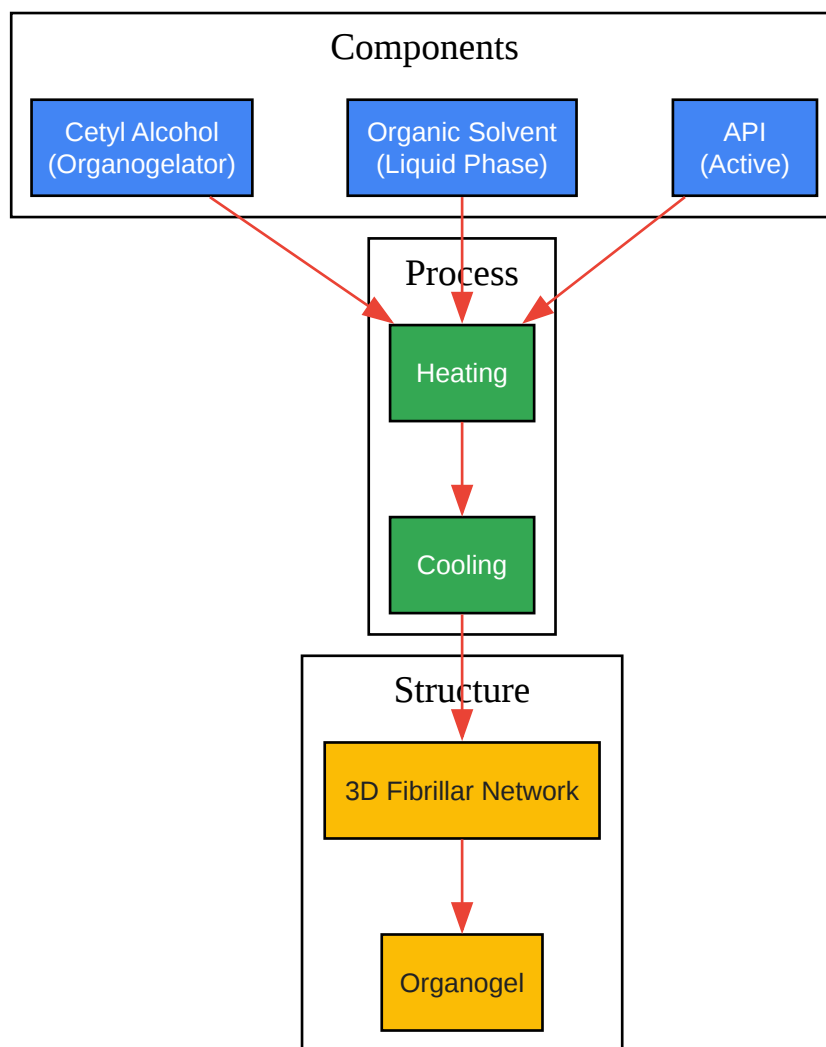 Components
Cetyl Alcohol
(Organogelator)
Organic Solvent
(Liquid Phase)
API
(Active)
Process
Heating
Cooling
Structure
3D Fibrillar Network
Organogel